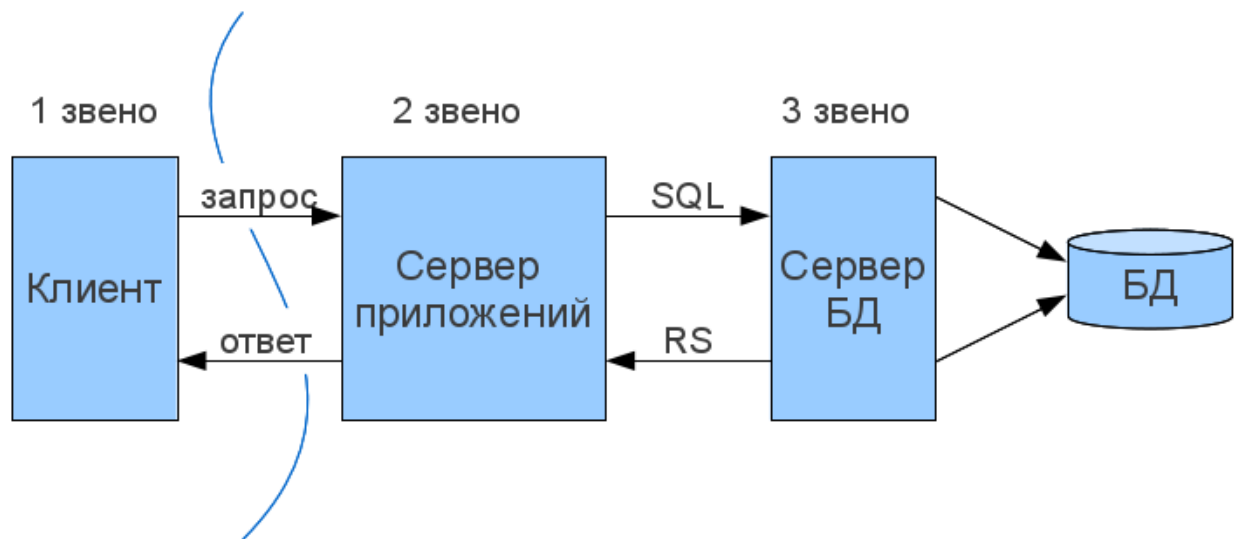 1 звено
2 звено
3 звено
запрос
SQL
Клиент
Сервер
приложений
Сервер
БД
БД
ответ
RS